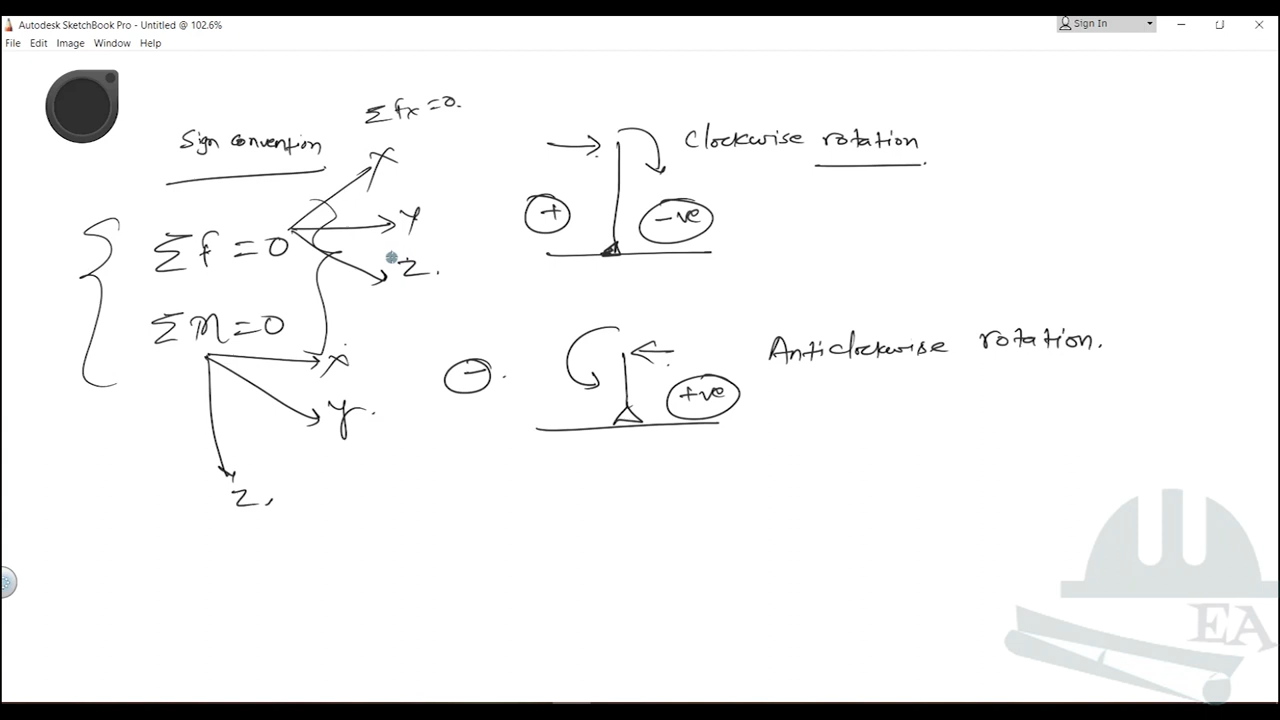 Autodesk SketchBook Pro - Untitled @ 102.6%
Sign In
File Edit Image Window Help
Σfx=0.
Sign convention
X
Clockwise rotation.
+
-ve
Y
Σf=0
Z.
ΣM=0
x
Anticlockwise rotation.
-.
+ve
y.
Z.
EA